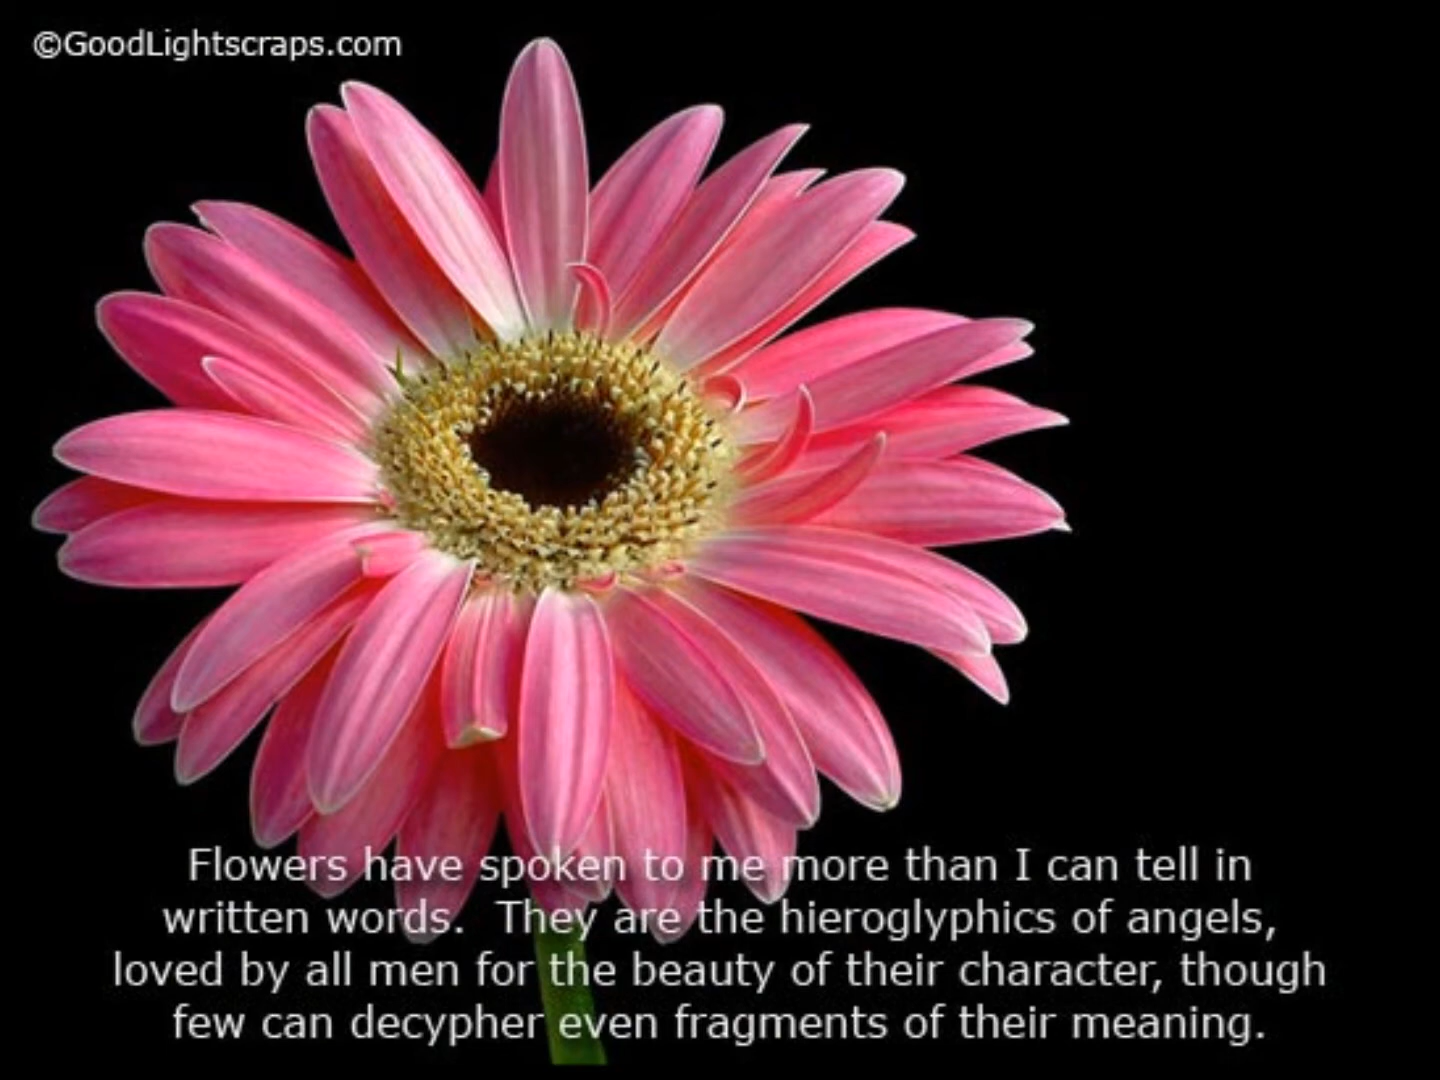 ©GoodLightscraps.com
Flowers have spoken to me more than I can tell in
written words.  They are the hieroglyphics of angels,
loved by all men for the beauty of their character, though
few can decypher even fragments of their meaning.